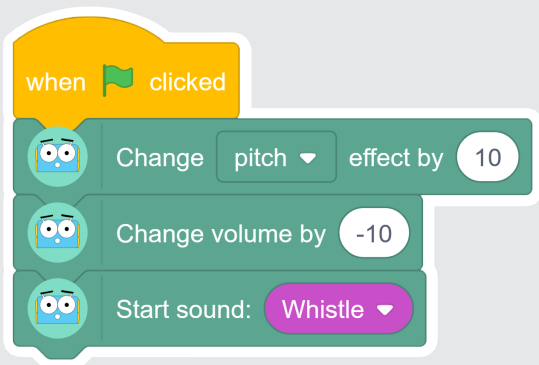 when clicked
Change pitch effect by 10
Change volume by -10
Start sound: Whistle